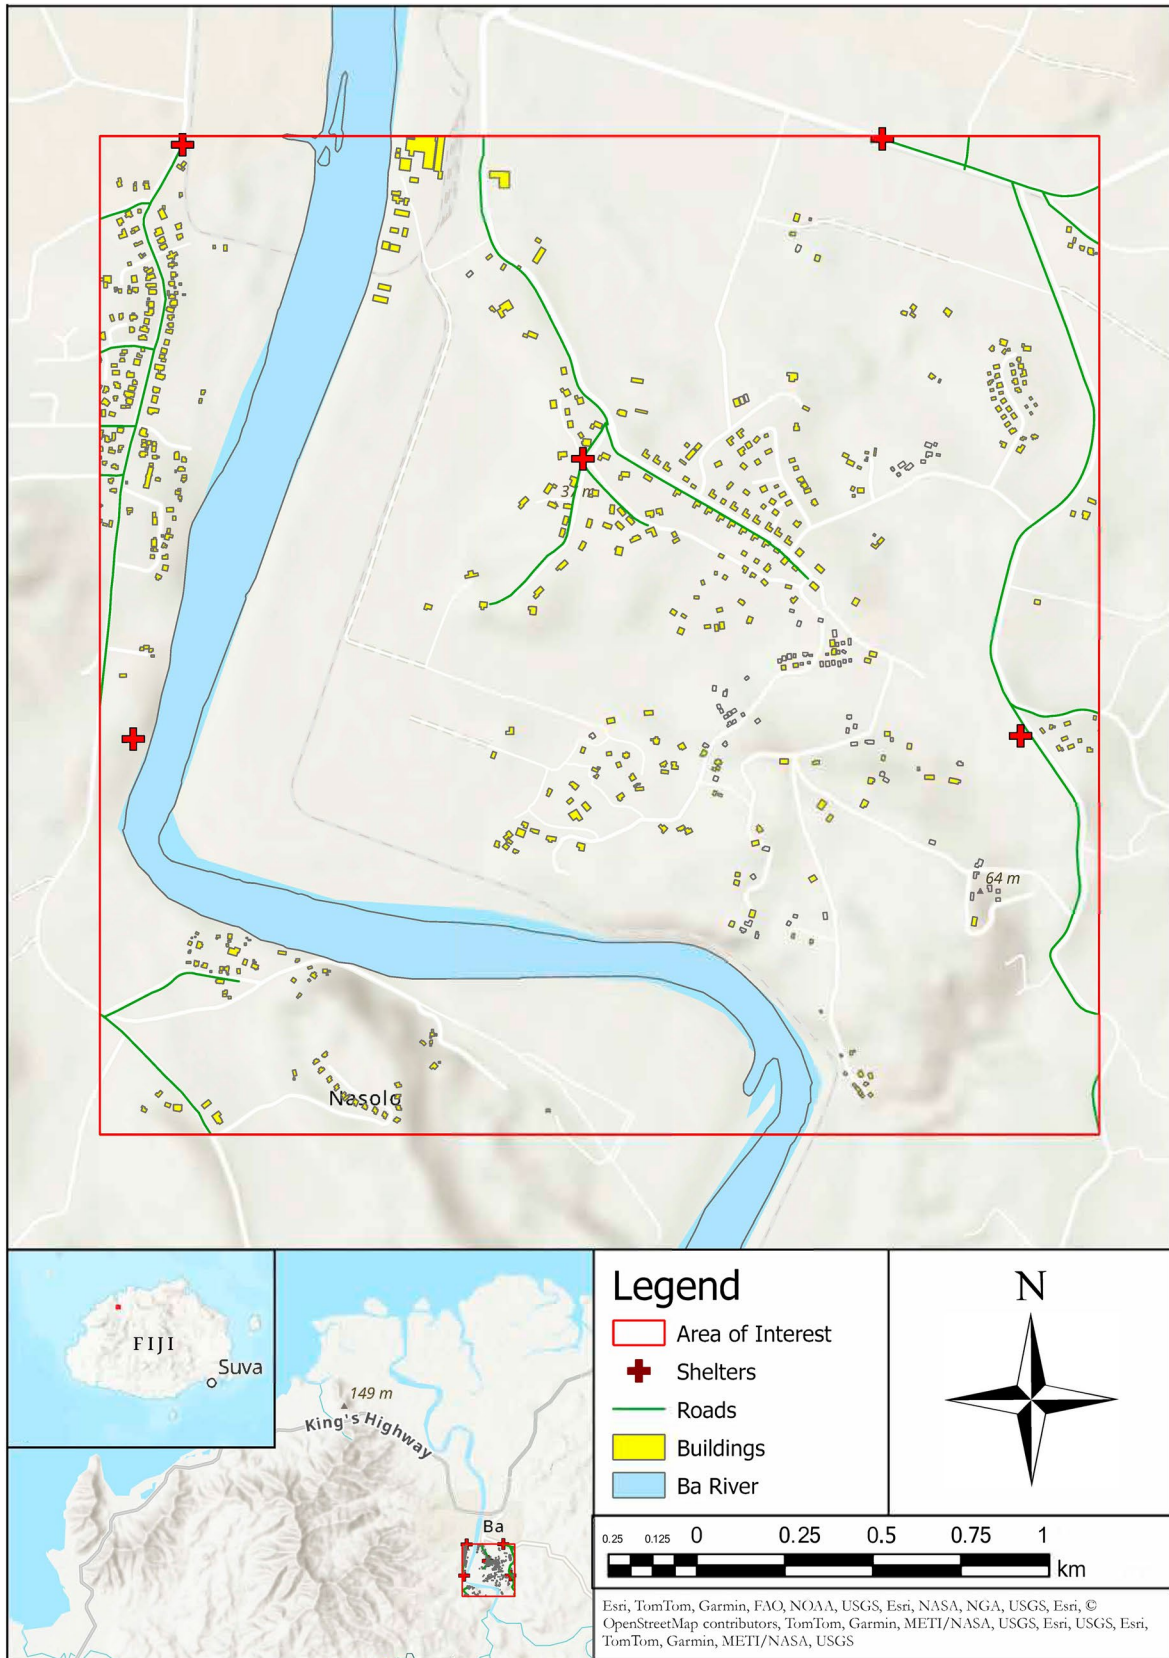 37 m
64 m
Nasolo
FIJI
Suva
149 m
King's Highway
Ba
Legend
Area of Interest
Shelters
Roads
Buildings
Ba River
N
0.25 0.125 0 0.25 0.5 0.75 1
km
Esri, TomTom, Garmin, FAO, NOAA, USGS, Esri, NASA, NGA, USGS, Esri, ©
OpenStreetMap contributors, TomTom, Garmin, METI/NASA, USGS, Esri, USGS, Esri,
TomTom, Garmin, METI/NASA, USGS